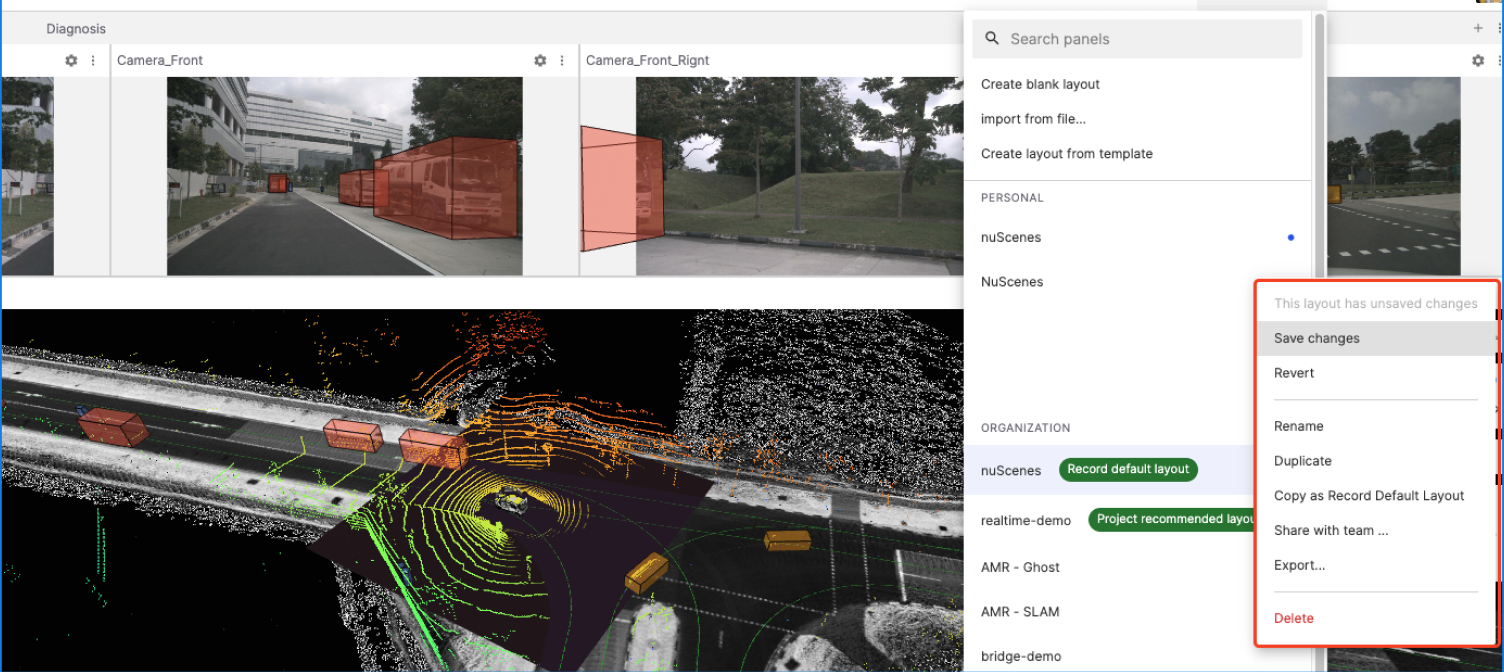 Diagnosis
Camera_Front
Camera_Front_Rignt
Search panels
Create blank layout
import from file...
Create layout from template
PERSONAL
nuScenes
NuScenes
ORGANIZATION
nuScenes Record default layout
realtime-demo Project recommended layou
AMR - Ghost
AMR - SLAM
bridge-demo
This layout has unsaved changes
Save changes
Revert
Rename
Duplicate
Copy as Record Default Layout
Share with team ...
Export...
Delete